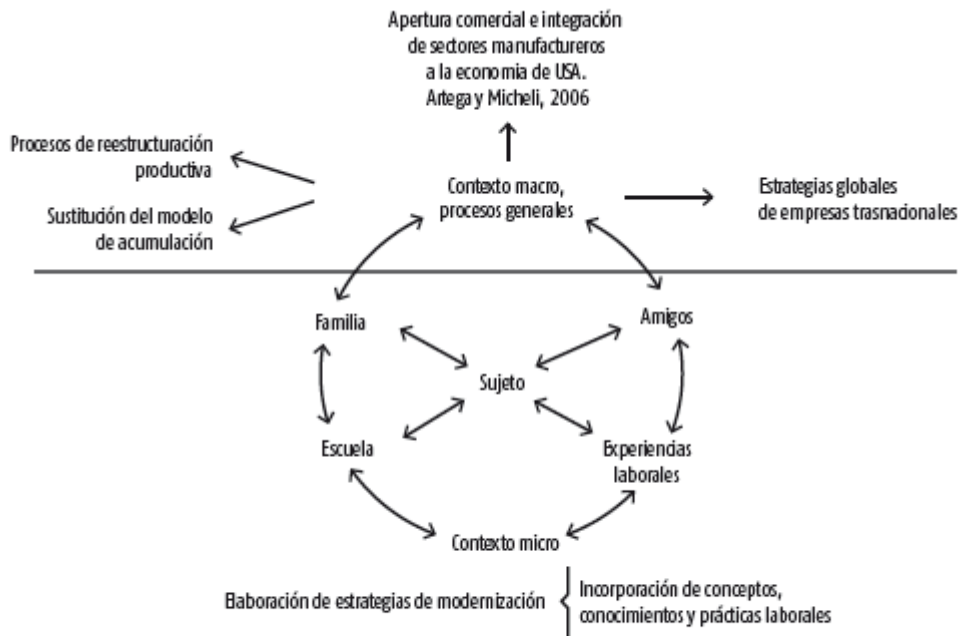 Apertura comercial e integración
de sectores manufactureros
a la economia de USA.
Artega y Micheli, 2006
Procesos de reestructuración
productiva
Sustitución del modelo
de acumulación
Contexto macro,
procesos generales
Estrategias globales
de empresas trasnacionales
Familia
Amigos
Sujeto
Escuela
Experiencias
laborales
Contexto micro
Elaboración de estrategias de modernización
Incorporación de conceptos,
conocimientos y prácticas laborales